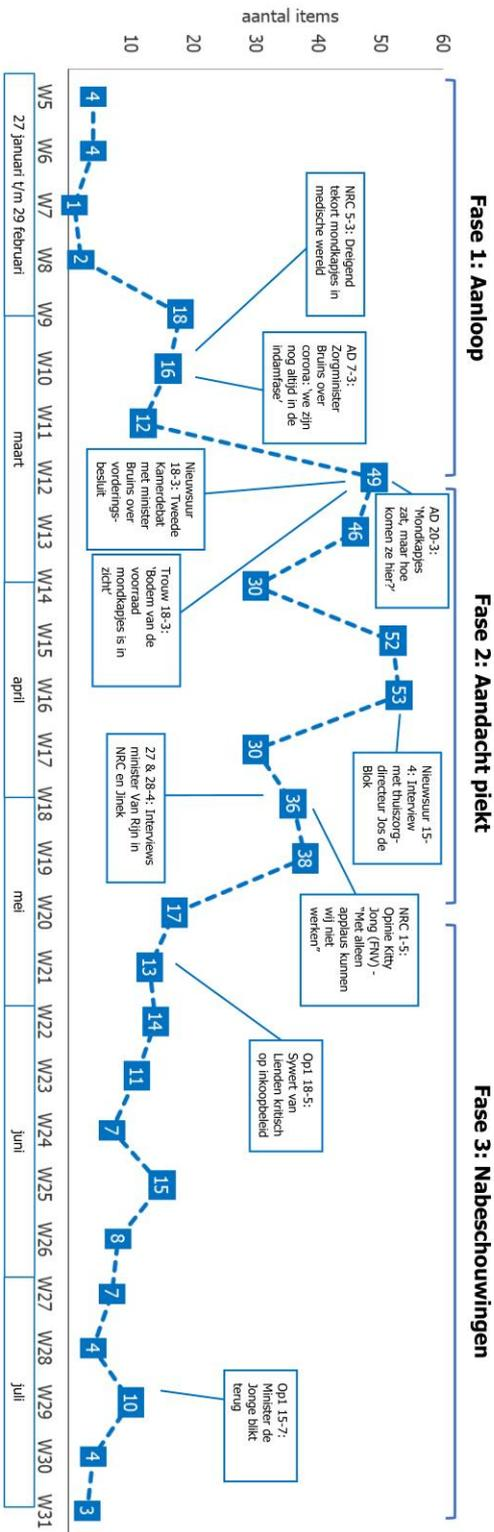 Fase 1: Aanloop
Fase 2: Aandacht piekt
Fase 3: Nabeschouwingen
aantal items
60
50
40
30
20
10
NRC 5-3: Dreigend
tekort mondkapjes in
medische wereld
AD 7-3:
Zorgminister
Bruins over
corona: ‘we zijn
nog altijd in de
indamfase’
Nieuwsuur
18-3: Tweede
Kamerdebat
met minister
Bruins over
vorderings-
besluit
AD 20-3:
‘Mondkapjes
zat, maar hoe
komen ze hier?’
Trouw 18-3:
‘Bodem van de
voorraad
mondkapjes is in
zicht’
Nieuwsuur 15-
4: Interview
met thuiszorg-
directeur Jos de
Blok
27 & 28-4: Interviews
minister Van Rijn in
NRC en Jinek
NRC 1-5:
Opinie Kitty
Jong (FNV) -
“Met alleen
applaus kunnen
wij niet
werken”
Op1 18-5:
Sywert van
Lienden kritisch
op inkoopbeleid
Op1 15-7:
Minister de
Jonge blikt
terug
4 4 1 2 18 16 12 49 46 30 52 53 30 36 38 17 13 14 11 7 15 8 7 4 10 4 3
W5 W6 W7 W8 W9 W10 W11 W12 W13 W14 W15 W16 W17 W18 W19 W20 W21 W22 W23 W24 W25 W26 W27 W28 W29 W30 W31
27 januari t/m 29 februari maart april mei juni juli